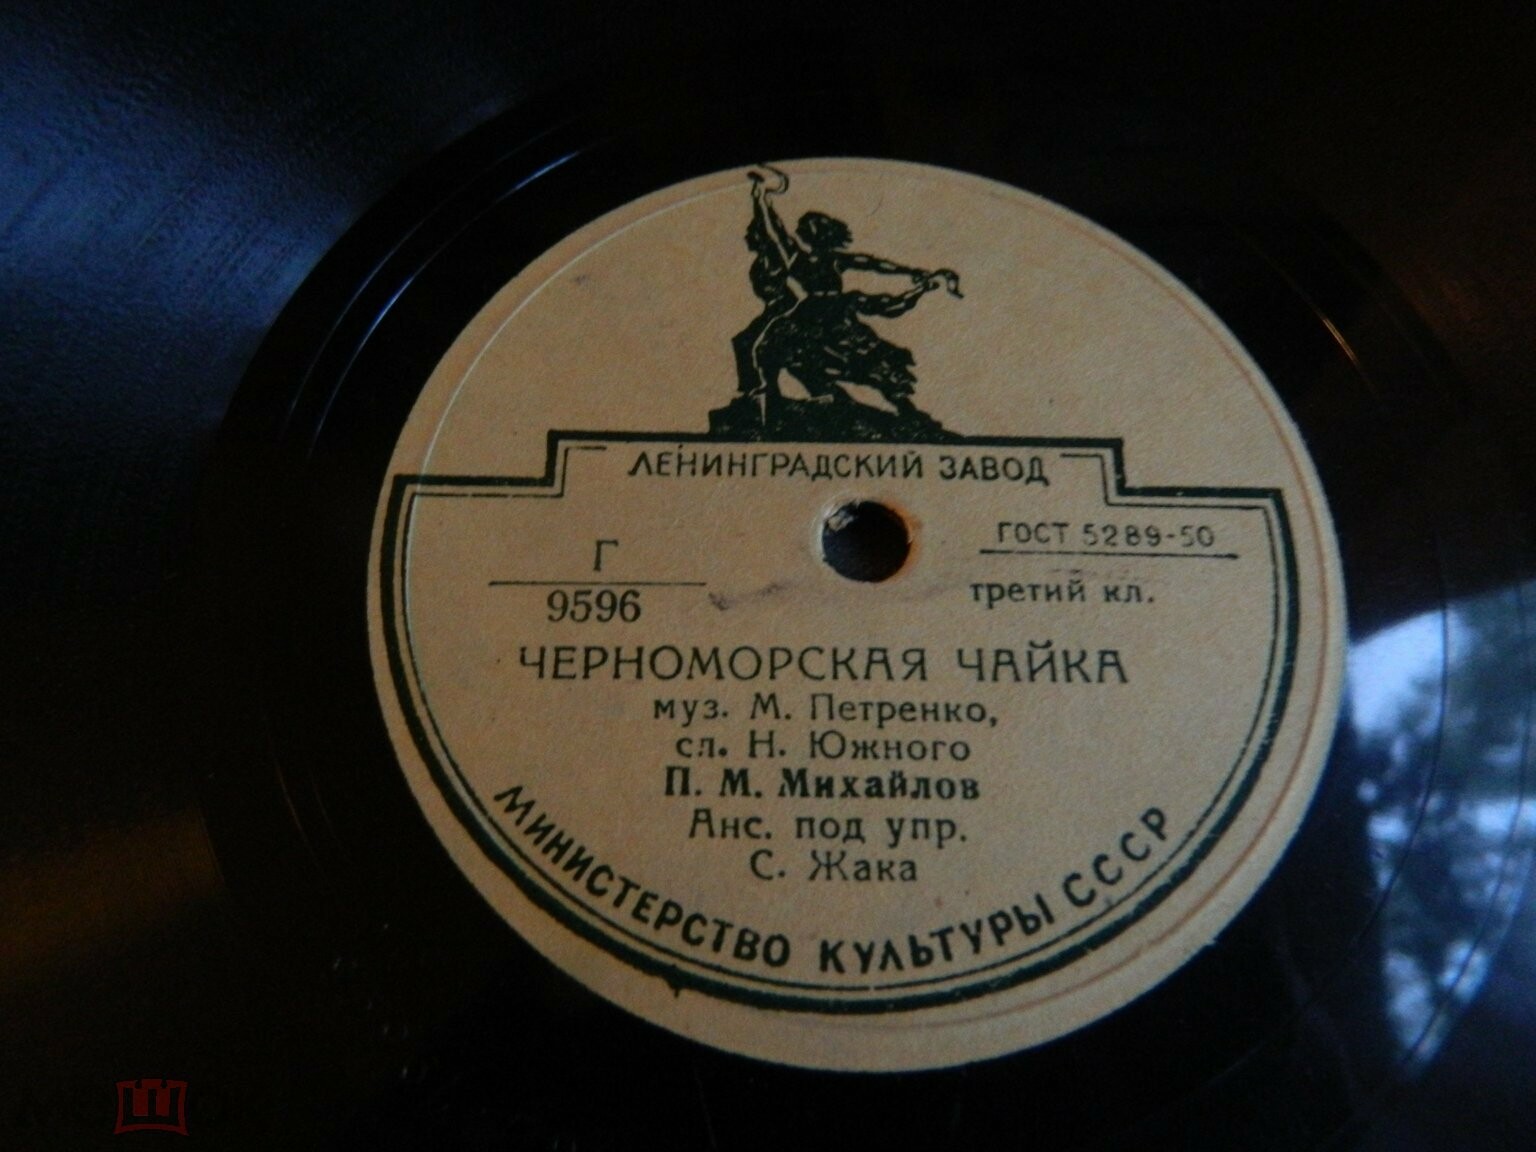 ЛЕНИНГРАДСКИЙ ЗАВОД
ГОСТ 5289-50
Г
9596
третий кл.
ЧЕРНОМОРСКАЯ ЧАЙКА
муз. М. Петренко,
сл. Н. Южного
П. М. Михайлов
Анс. под упр.
С. Жака
МИНИСТЕРСТВО КУЛЬТУРЫ СССР